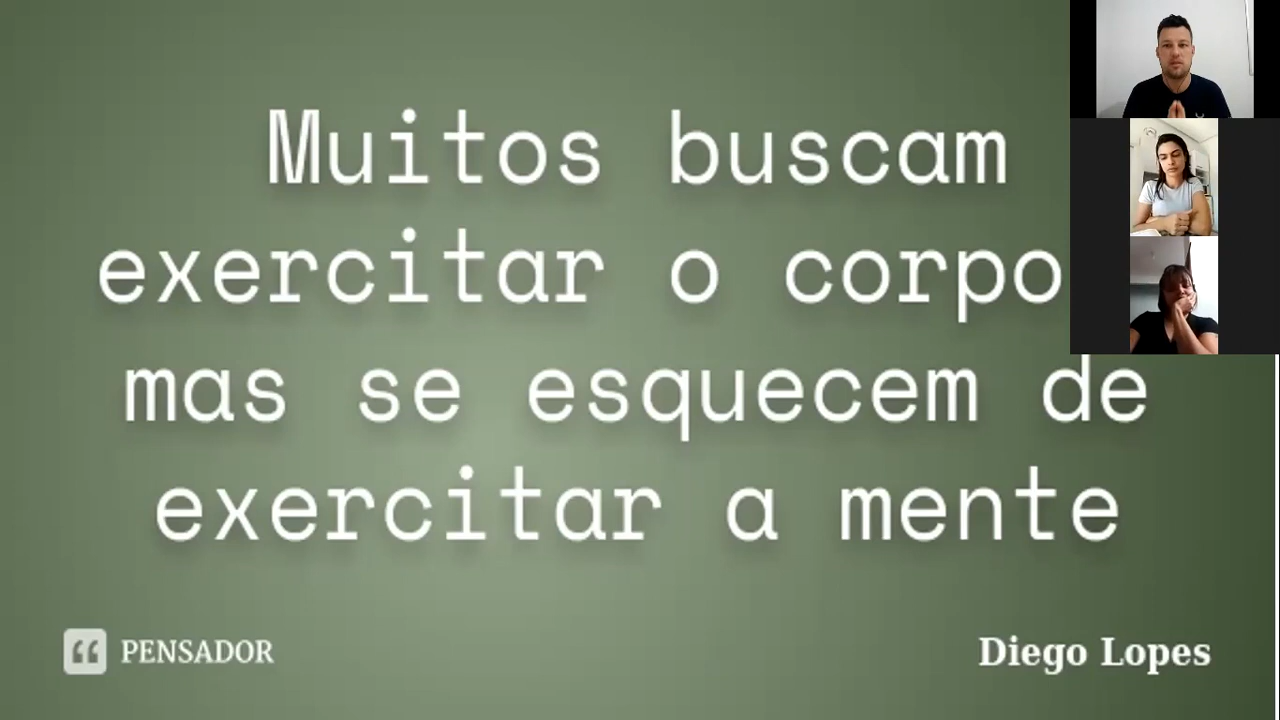 Muitos buscam
exercitar o corpo
mas se esquecem de
exercitar a mente
PENSADOR
Diego Lopes